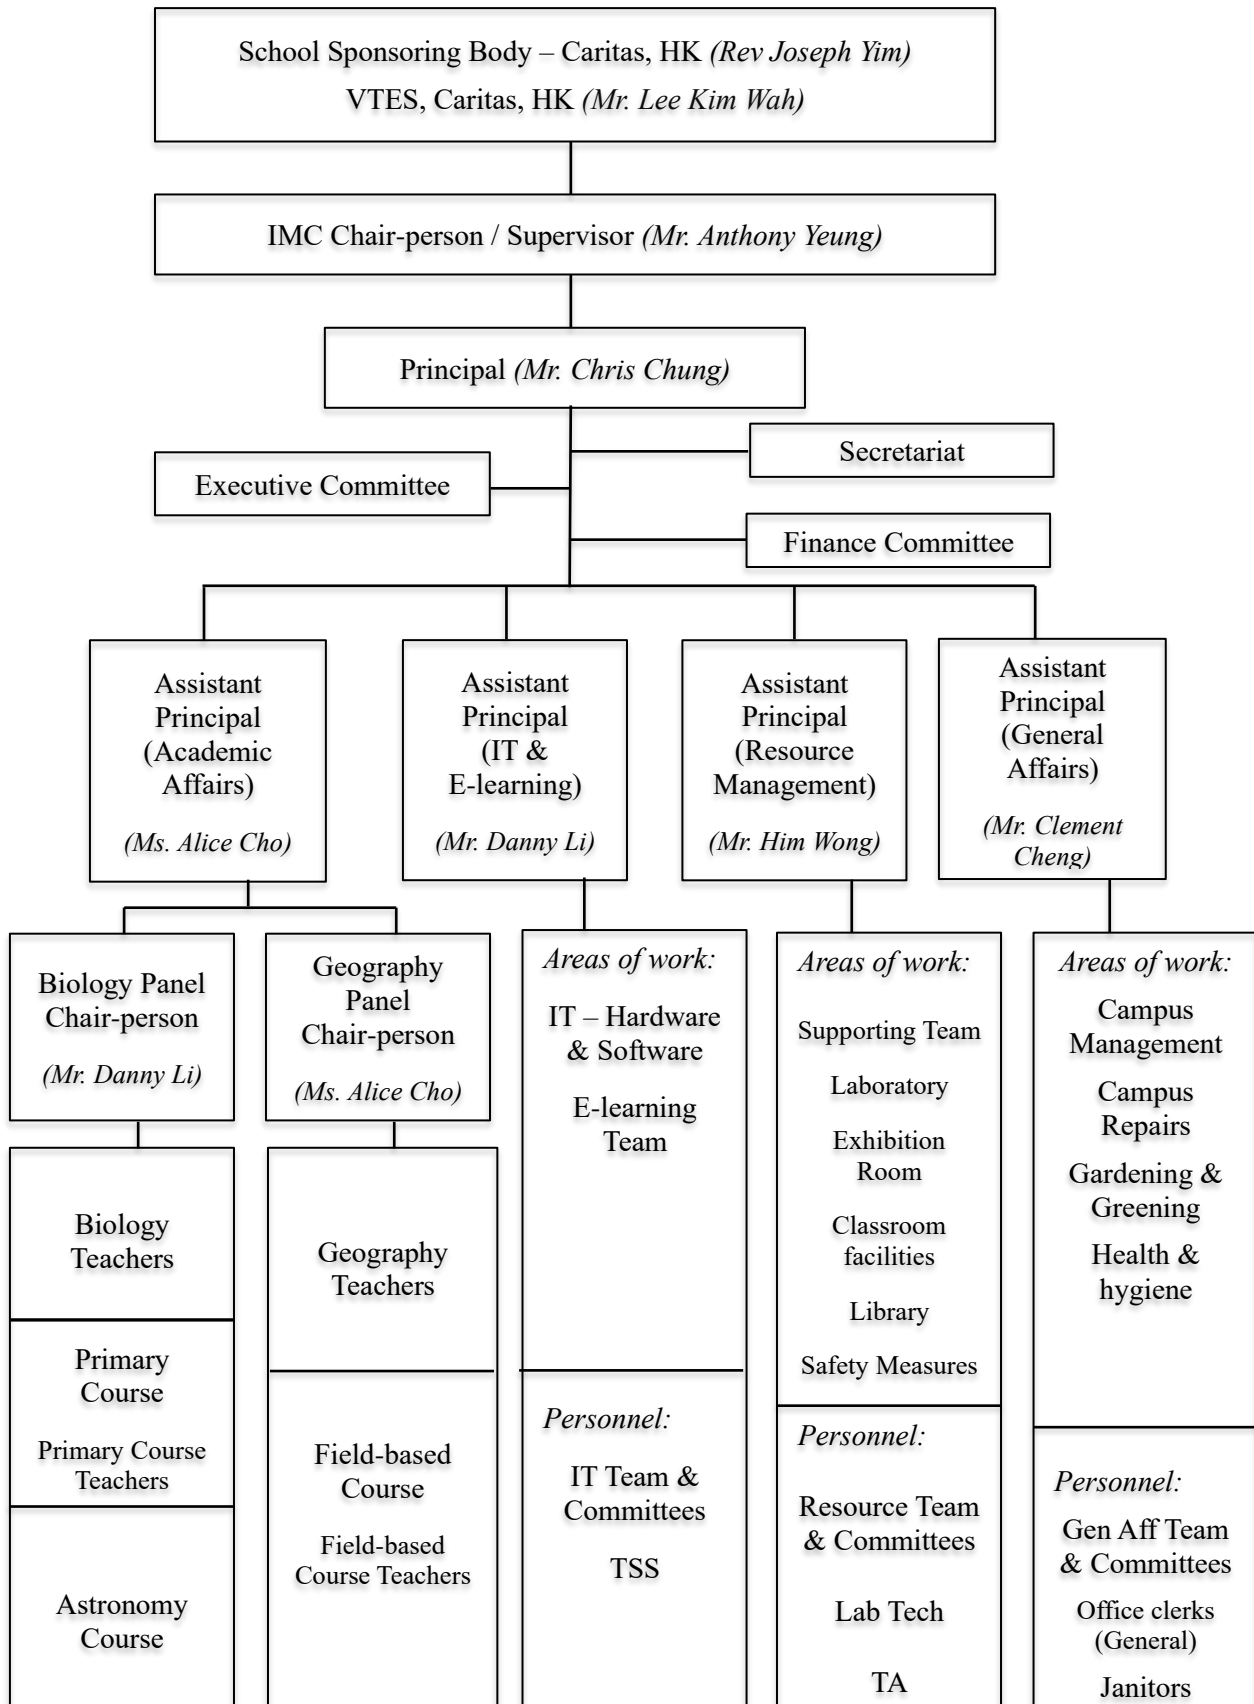 School Sponsoring Body – Caritas, HK (Rev Joseph Yim)
VTES, Caritas, HK (Mr. Lee Kim Wah)
IMC Chair-person / Supervisor (Mr. Anthony Yeung)
Principal (Mr. Chris Chung)
Secretariat
Executive Committee
Finance Committee
Assistant
Principal
(Academic
Affairs)
(Ms. Alice Cho)
Assistant
Principal
(IT &
E-learning)
(Mr. Danny Li)
Assistant
Principal
(Resource
Management)
(Mr. Him Wong)
Assistant
Principal
(General
Affairs)
(Mr. Clement
Cheng)
Biology Panel
Chair-person
(Mr. Danny Li)
Geography
Panel
Chair-person
(Ms. Alice Cho)
Biology
Teachers
Primary
Course
Primary Course
Teachers
Astronomy
Course
Geography
Teachers
Field-based
Course
Field-based
Course Teachers
Areas of work:
IT – Hardware
& Software
E-learning
Team
Personnel:
IT Team &
Committees
TSS
Areas of work:
Supporting Team
Laboratory
Exhibition
Room
Classroom
facilities
Library
Safety Measures
Personnel:
Resource Team
& Committees
Lab Tech
TA
Areas of work:
Campus
Management
Campus
Repairs
Gardening &
Greening
Health &
hygiene
Personnel:
Gen Aff Team
& Committees
Office clerks
(General)
Janitors